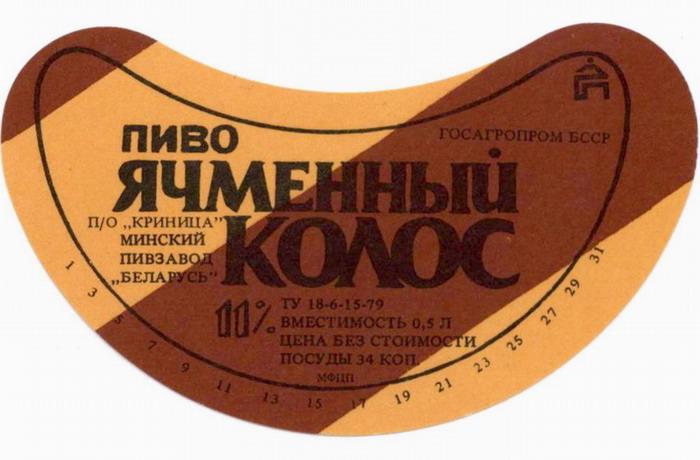 ПИВО
ГОСАГРОПРОМ БССР
ЯЧМЕННЫЙ
КОЛОС
П/О „КРИНИЦА"
МИНСКИЙ
ПИВЗАВОД
„БЕЛАРУСЬ"
11%
ТУ 18-6-15-79
ВМЕСТИМОСТЬ 0,5 Л
ЦЕНА БЕЗ СТОИМОСТИ
ПОСУДЫ 34 КОП.
МФЦП
1 3 5 7 9 11 13 15 17 19 21 23 25 27 29 31